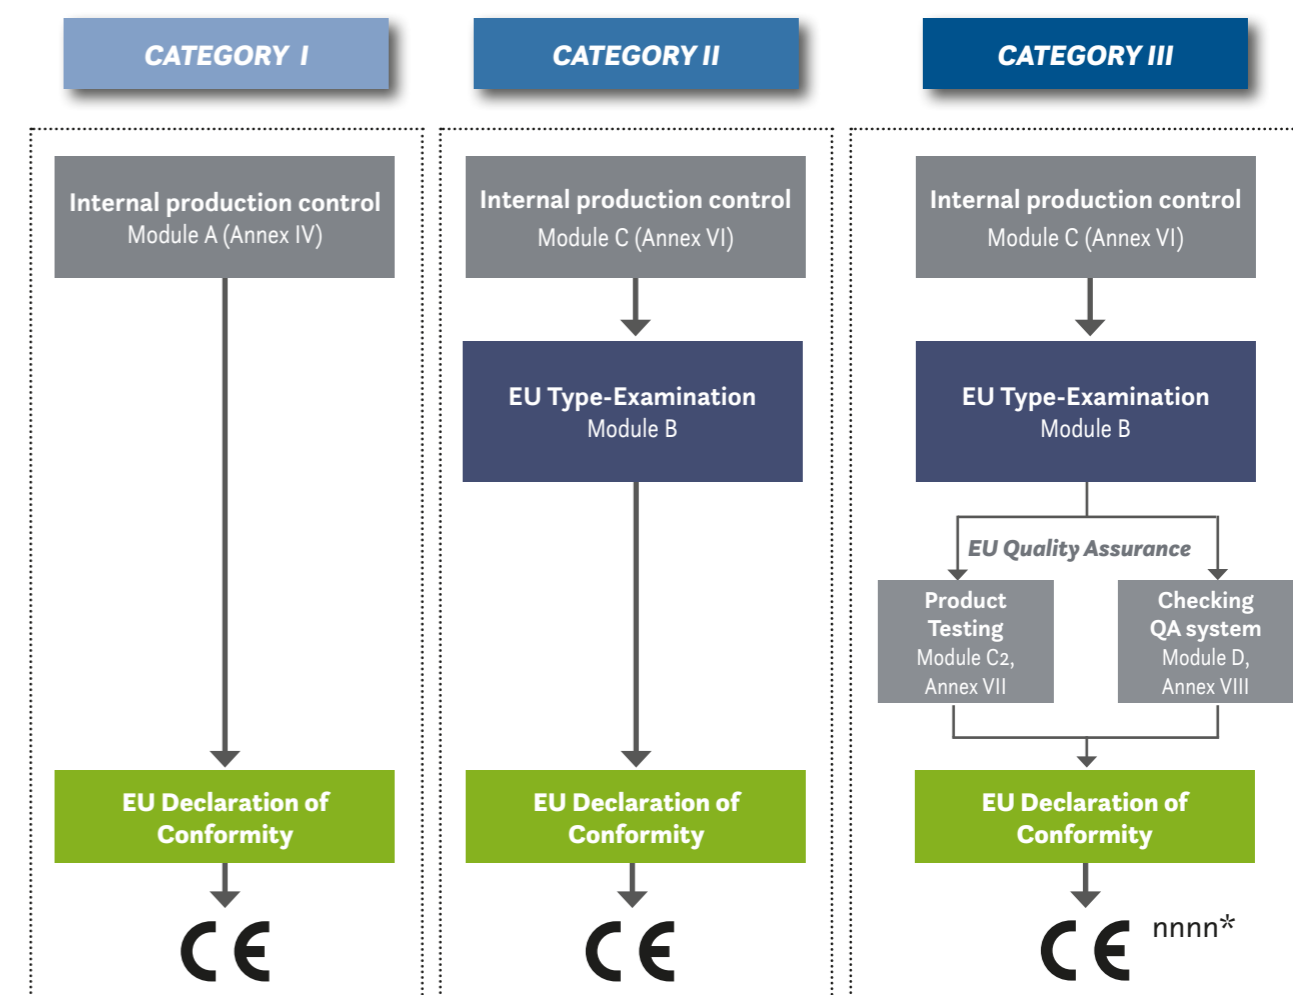 CATEGORY I
Internal production control
Module A (Annex IV)
EU Declaration of
Conformity
CE
CATEGORY II
Internal production control
Module C (Annex VI)
EU Type-Examination
Module B
EU Declaration of
Conformity
CE
CATEGORY III
Internal production control
Module C (Annex VI)
EU Type-Examination
Module B
EU Quality Assurance
Product
Testing
Module C2,
Annex VII
Checking
QA system
Module D,
Annex VIII
EU Declaration of
Conformity
CE nnnn*